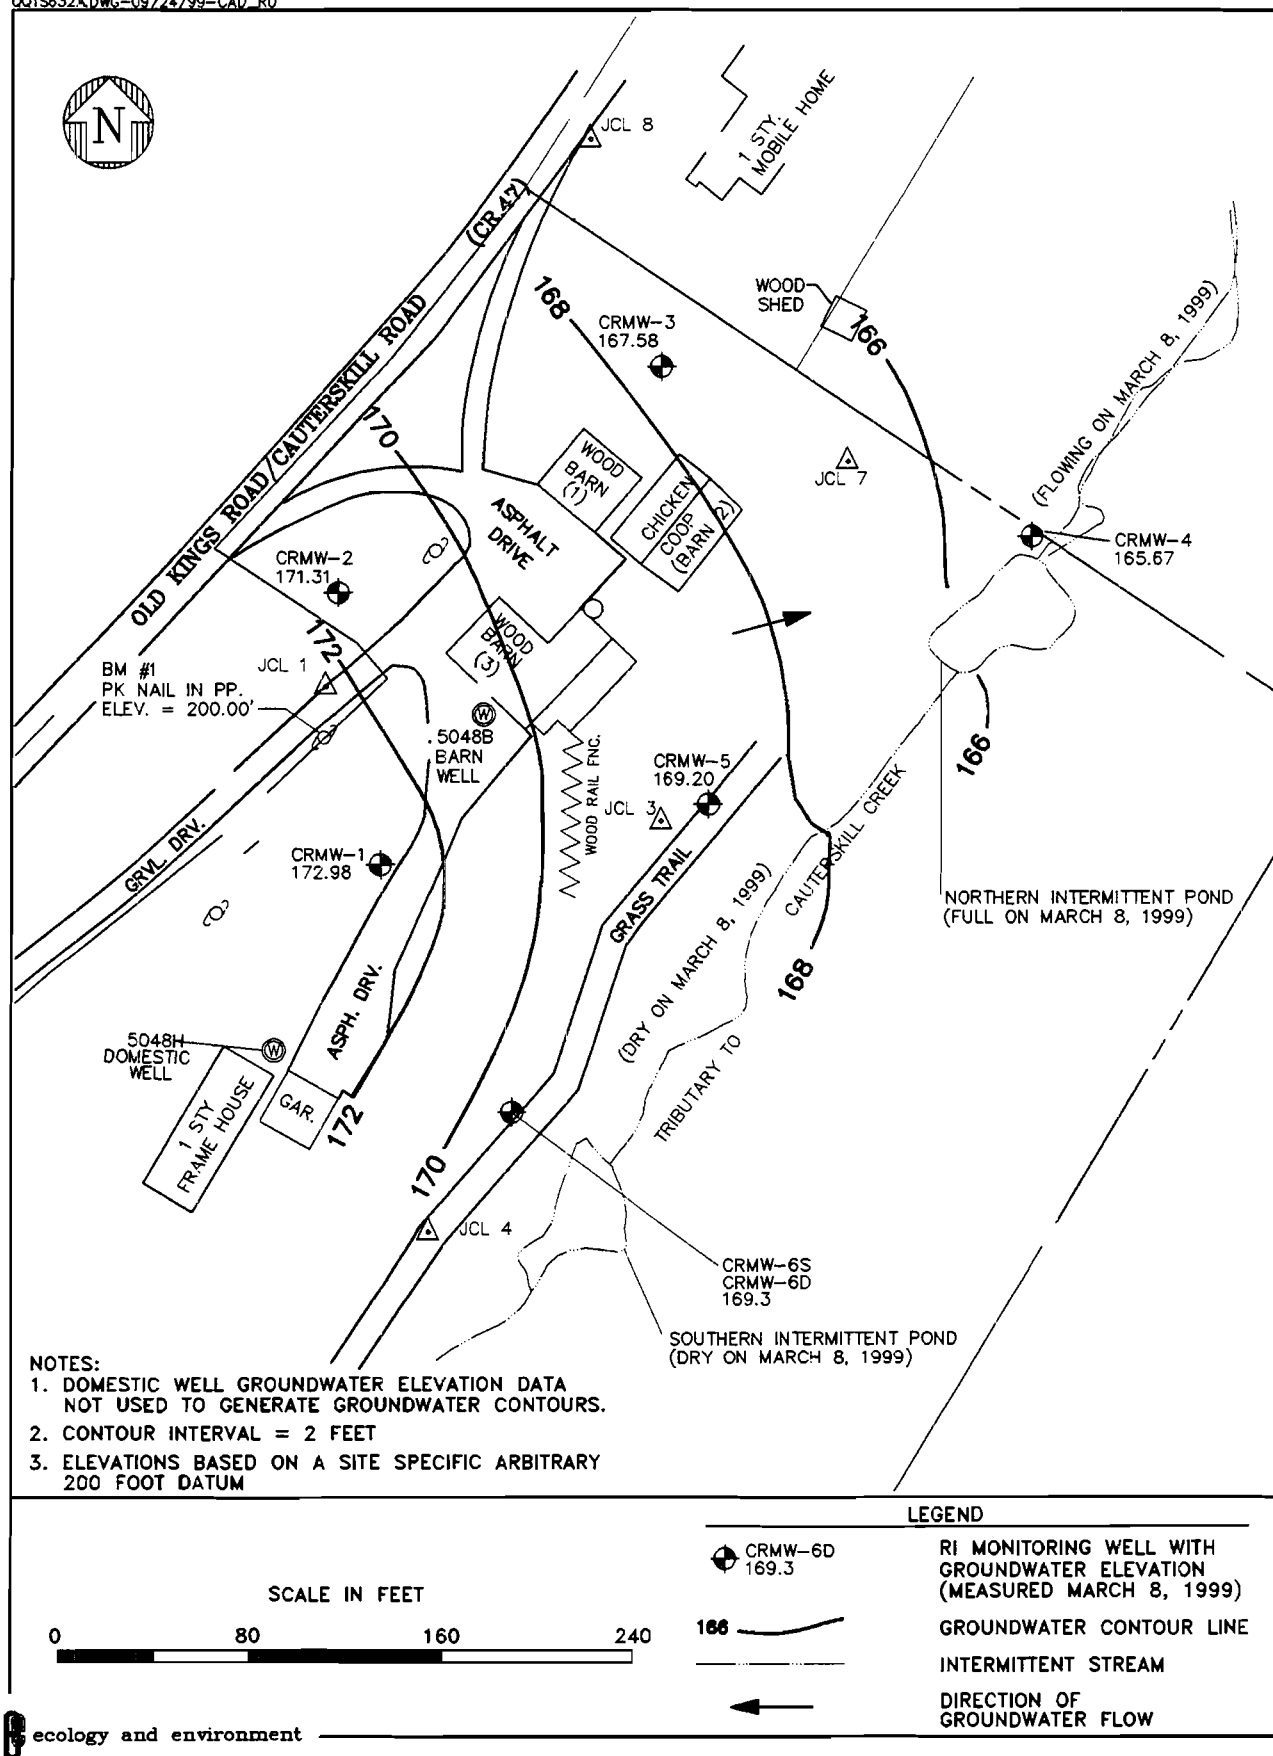 QQ15632A.DWG-09/24/99-CAD_R0
N
JCL 8
1 STY.
MOBILE HOME
(CR.47)
OLD KINGS ROAD/CAUTERSKILL ROAD
168
CRMW-3
167.58
WOOD
SHED
166
(FLOWING ON MARCH 8, 1999)
170
WOOD
BARN
(1)
CHICKEN
COOP
(BARN 2)
JCL 7
ASPHALT
DRIVE
CRMW-4
165.67
CRMW-2
171.31
172
WOOD
BARN
(3)
JCL 1
BM #1
PK NAIL IN PP.
ELEV. = 200.00'
W
5048B
BARN
WELL
WOOD RAIL FNC.
CRMW-5
169.20
JCL 3
166
GRVL. DRV.
CRMW-1
172.98
GRASS TRAIL
(DRY ON MARCH 8, 1999)
TRIBUTARY TO
CAUTERSKILL CREEK
NORTHERN INTERMITTENT POND
(FULL ON MARCH 8, 1999)
168
ASPH. DRV.
5048H
DOMESTIC
WELL
W
1 STY
FRAME HOUSE
GAR.
172
170
JCL 4
CRMW-6S
CRMW-6D
169.3
SOUTHERN INTERMITTENT POND
(DRY ON MARCH 8, 1999)
NOTES:
1. DOMESTIC WELL GROUNDWATER ELEVATION DATA
NOT USED TO GENERATE GROUNDWATER CONTOURS.
2. CONTOUR INTERVAL = 2 FEET
3. ELEVATIONS BASED ON A SITE SPECIFIC ARBITRARY
200 FOOT DATUM
SCALE IN FEET
0 80 160 240
LEGEND
CRMW-6D
169.3
RI MONITORING WELL WITH
GROUNDWATER ELEVATION
(MEASURED MARCH 8, 1999)
166
GROUNDWATER CONTOUR LINE
INTERMITTENT STREAM
DIRECTION OF
GROUNDWATER FLOW
ecology and environment